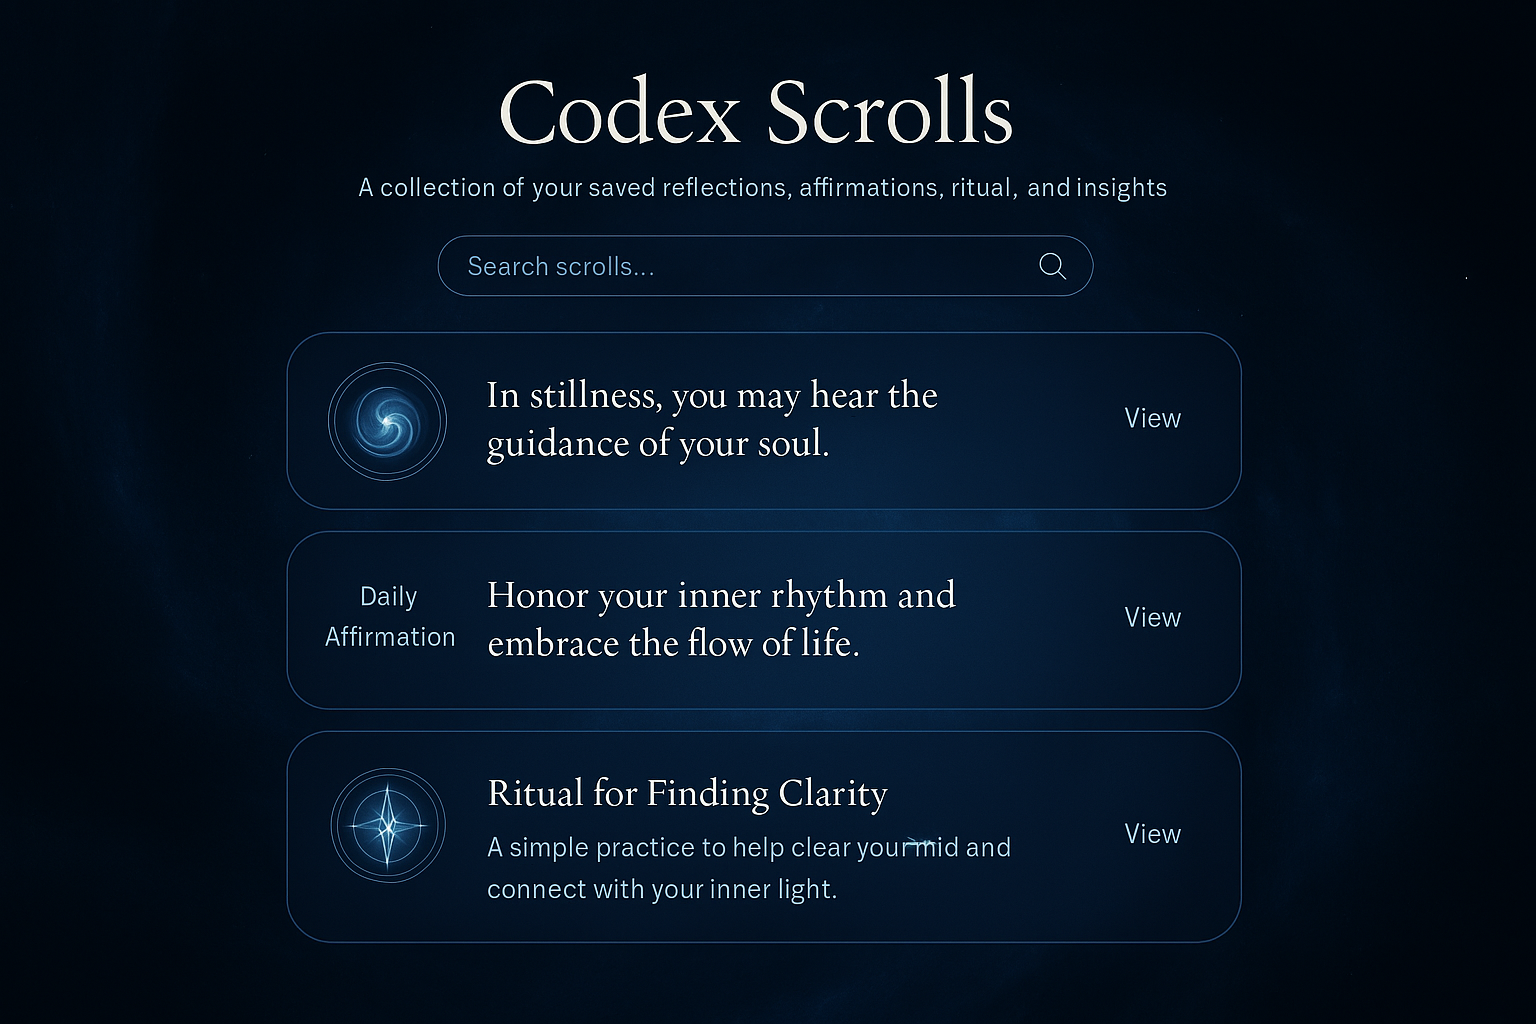 Codex Scrolls
A collection of your saved reflections, affirmations, ritual, and insights
Search scrolls...
In stillness, you may hear the
guidance of your soul.
View
Daily
Affirmation
Honor your inner rhythm and
embrace the flow of life.
View
Ritual for Finding Clarity
A simple practice to help clear your mid and
connect with your inner light.
View